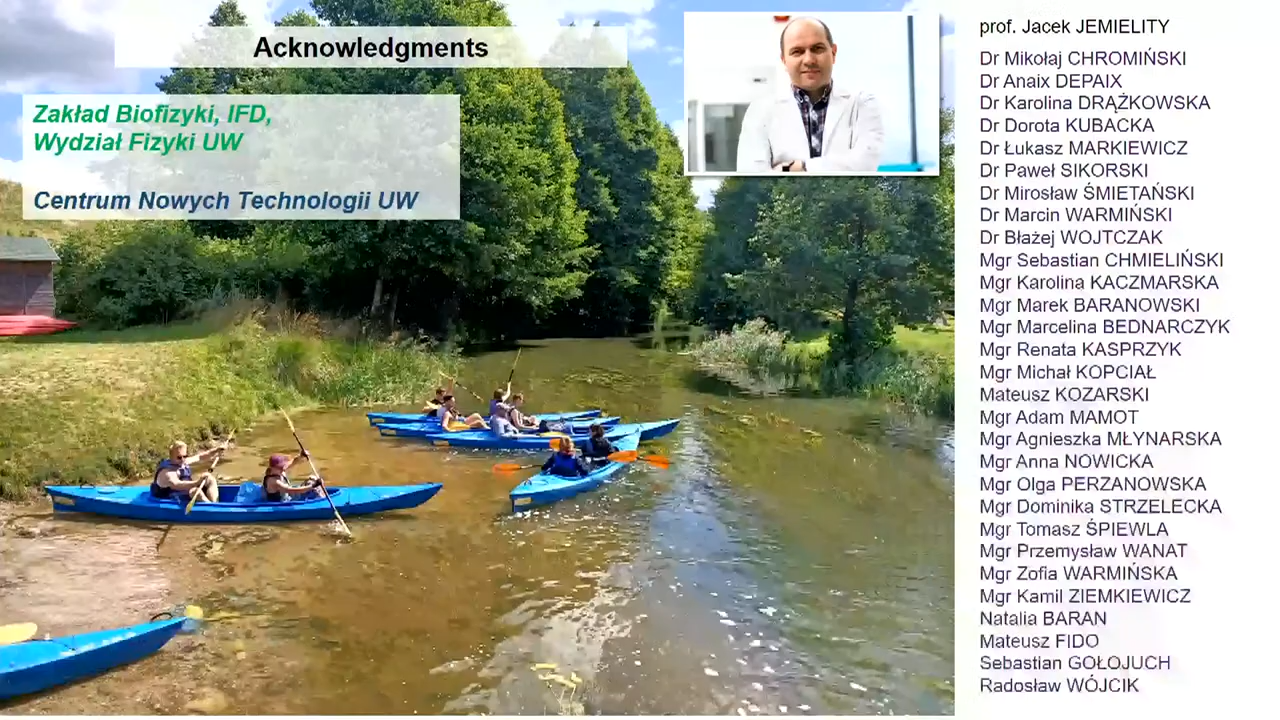 Acknowledgments
Zakład Biofizyki, IFD,
Wydział Fizyki UW
Centrum Nowych Technologii UW
prof. Jacek JEMIELITY
Dr Mikołaj CHROMIŃSKI
Dr Anaix DEPAIX
Dr Karolina DRĄŻKOWSKA
Dr Dorota KUBACKA
Dr Łukasz MARKIEWICZ
Dr Paweł SIKORSKI
Dr Mirosław ŚMIETAŃSKI
Dr Marcin WARMIŃSKI
Dr Błażej WOJTCZAK
Mgr Sebastian CHMIELIŃSKI
Mgr Karolina KACZMARSKA
Mgr Marek BARANOWSKI
Mgr Marcelina BEDNARCZYK
Mgr Renata KASPRZYK
Mgr Michał KOPCIAŁ
Mateusz KOZARSKI
Mgr Adam MAMOT
Mgr Agnieszka MŁYNARSKA
Mgr Anna NOWICKA
Mgr Olga PERZANOWSKA
Mgr Dominika STRZELECKA
Mgr Tomasz ŚPIEWLA
Mgr Przemysław WANAT
Mgr Zofia WARMIŃSKA
Mgr Kamil ZIEMKIEWICZ
Natalia BARAN
Mateusz FIDO
Sebastian GOŁOJUCH
Radosław WÓJCIK